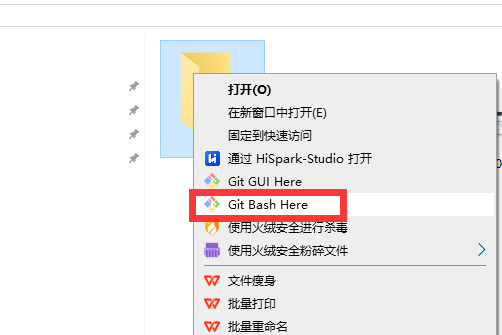 打开(O)
在新窗口中打开(E)
固定到快速访问
通过 HiSpark-Studio 打开
Git GUI Here
Git Bash Here
使用火绒安全进行杀毒
使用火绒安全粉碎文件
文件瘦身
批量打印
批量重命名